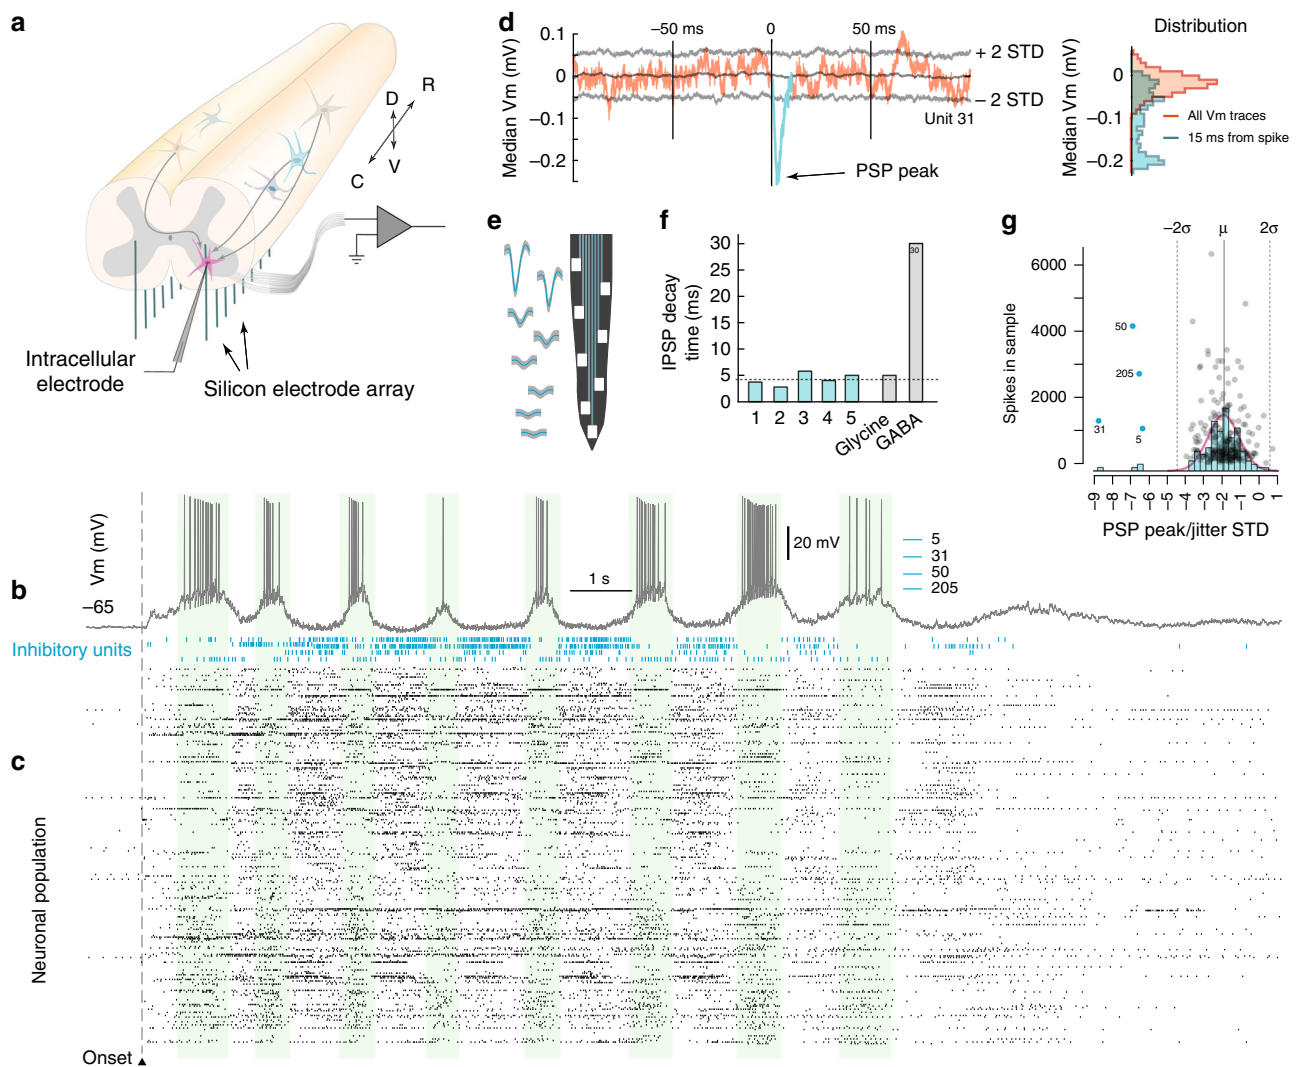 a
D
R
V
C
Intracellular
electrode
Silicon electrode array
d
Median Vm (mV)
0.1
0
−0.1
−0.2
−50 ms
0
50 ms
+ 2 STD
− 2 STD
Unit 31
PSP peak
Distribution
Median Vm (mV)
0
−0.1
−0.2
All Vm traces
15 ms from spike
e
f
IPSP decay
time (ms)
30
25
20
15
10
5
0
30
1
2
3
4
5
Glycine
GABA
g
Spikes in sample
6000
4000
2000
0
−2σ
μ
2σ
50
205
31
5
−9
−8
−7
−6
−5
−4
−3
−2
−1
0
1
PSP peak/jitter STD
b
Vm (mV)
−65
20 mV
1 s
5
31
50
205
Inhibitory units
c
Neuronal population
Onset